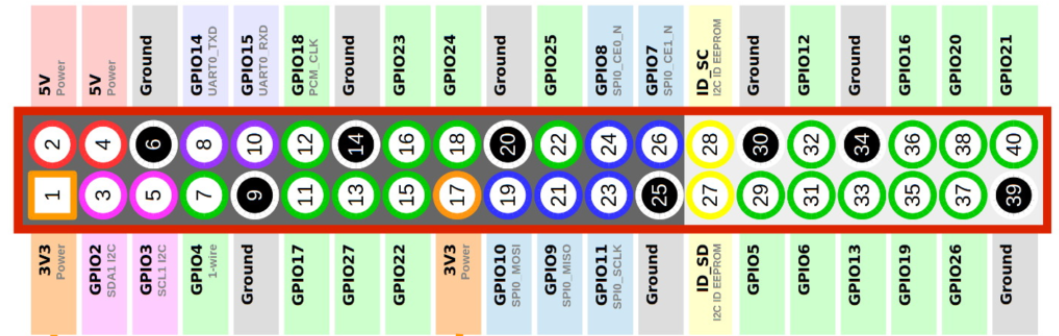 5V
Power
5V
Power
Ground
GPIO14
UART0_TXD
GPIO15
UART0_RXD
GPIO18
PCM_CLK
Ground
GPIO23
GPIO24
Ground
GPIO25
GPIO8
SPI0_CE0_N
GPIO7
SPI0_CE1_N
ID_SC
I2C ID EEPROM
Ground
GPIO12
Ground
GPIO16
GPIO20
GPIO21
2 4 6 8 10 12 14 16 18 20 22 24 26 28 30 32 34 36 38 40
1 3 5 7 9 11 13 15 17 19 21 23 25 27 29 31 33 35 37 39
3V3
Power
GPIO2
SDA1 I2C
GPIO3
SCL1 I2C
GPIO4
1-wire
Ground
GPIO17
GPIO27
GPIO22
3V3
Power
GPIO10
SPI0_MOSI
GPIO9
SPI0_MISO
GPIO11
SPI0_SCLK
Ground
ID_SD
I2C ID EEPROM
GPIO5
GPIO6
GPIO13
GPIO19
GPIO26
Ground